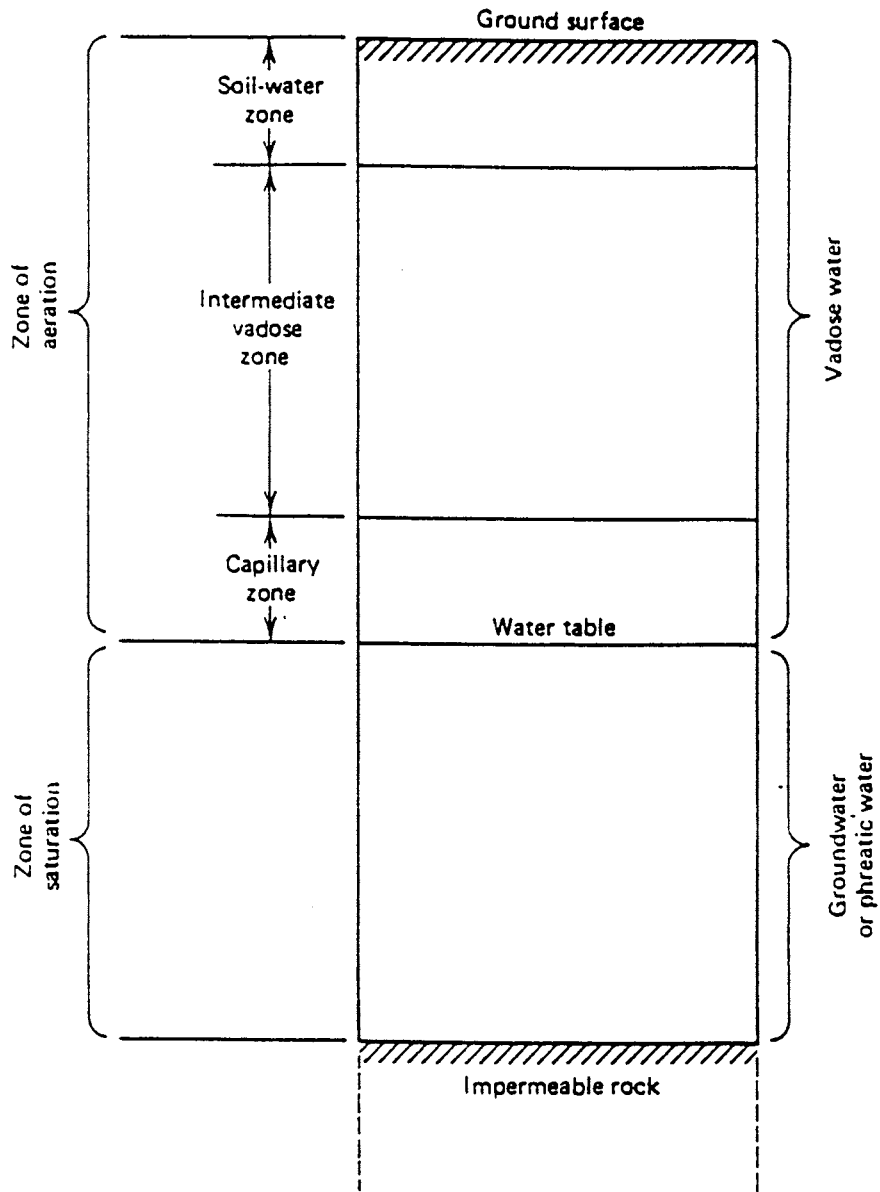 Ground surface
Soil-water
zone
Zone of
aeration
Intermediate
vadose
zone
Vadose water
Capillary
zone
Water table
Zone of
saturation
Groundwater
or phreatic water
Impermeable rock